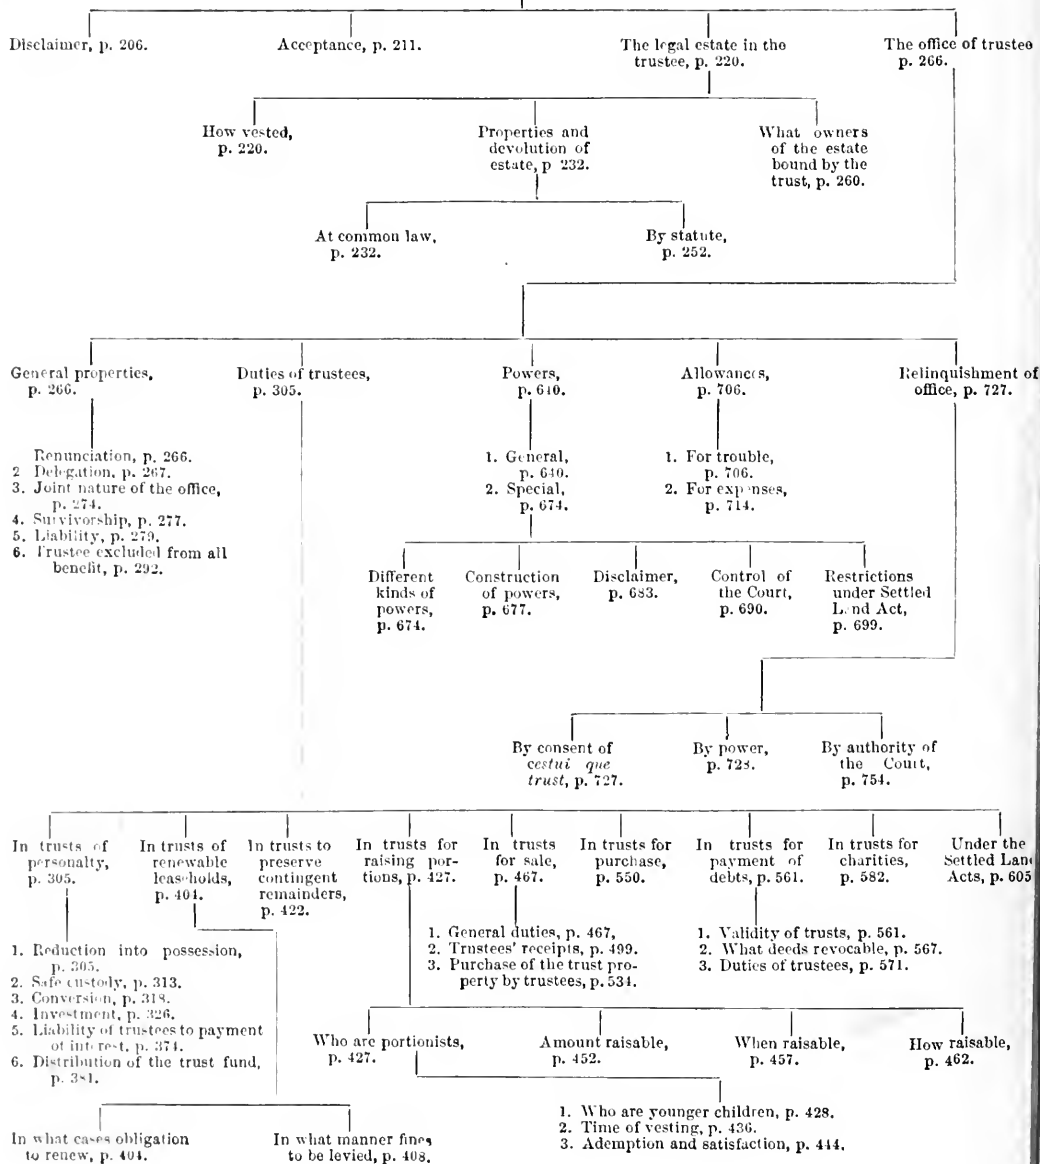 Disclaimer, p. 206.
Acceptance, p. 211.
The legal estate in the
trustee, p. 220.
The office of trustee
p. 266.
How vested,
p. 220.
Properties and
devolution of
estate, p 232.
What owners
of the estate
bound by the
trust, p. 260.
At common law,
p. 232.
By statute,
p. 252.
General properties,
p. 266.
Duties of trustees,
p. 305.
Powers,
p. 640.
Allowances,
p. 706.
Relinquishment of
office, p. 727.
Renunciation, p. 266.
2 Delegation, p. 267.
3. Joint nature of the office,
p. 274.
4. Survivorship, p. 277.
5. Liability, p. 279.
6. Trustee excluded from all
benefit, p. 292.
1. General,
p. 640.
2. Special,
p. 674.
1. For trouble,
p. 706.
2. For expenses,
p. 714.
Different
kinds of
powers,
p. 674.
Construction
of powers,
p. 677.
Disclaimer,
p. 683.
Control of
the Court,
p. 690.
Restrictions
under Settled
Land Act,
p. 699.
By consent of
cestui que
trust, p. 727.
By power,
p. 728.
By authority of
the Court,
p. 754.
In trusts of
personalty,
p. 305.
In trusts of
renewable
leaseholds,
p. 404.
In trusts to
preserve
contingent
remainders,
p. 422.
In trusts for
raising por-
tions, p. 427.
In trusts
for sale,
p. 467.
In trusts for
purchase,
p. 550.
In trusts for
payment of
debts, p. 561.
In trusts for
charities,
p. 582.
Under the
Settled Land
Acts, p. 605
1. Reduction into possession,
p. 305.
2. Safe custody, p. 313.
3. Conversion, p. 318.
4. Investment, p. 326.
5. Liability of trustees to payment
of interest, p. 374.
6. Distribution of the trust fund,
p. 381.
1. General duties, p. 467,
2. Trustees' receipts, p. 499.
3. Purchase of the trust pro-
perty by trustees, p. 534.
1. Validity of trusts, p. 561.
2. What deeds revocable, p. 567.
3. Duties of trustees, p. 571.
Who are portionists,
p. 427.
Amount raisable,
p. 452.
When raisable,
p. 457.
How raisable,
p. 462.
In what cases obligation
to renew, p. 404.
In what manner fines
to be levied, p. 408.
1. Who are younger children, p. 428.
2. Time of vesting, p. 436.
3. Ademption and satisfaction, p. 444.